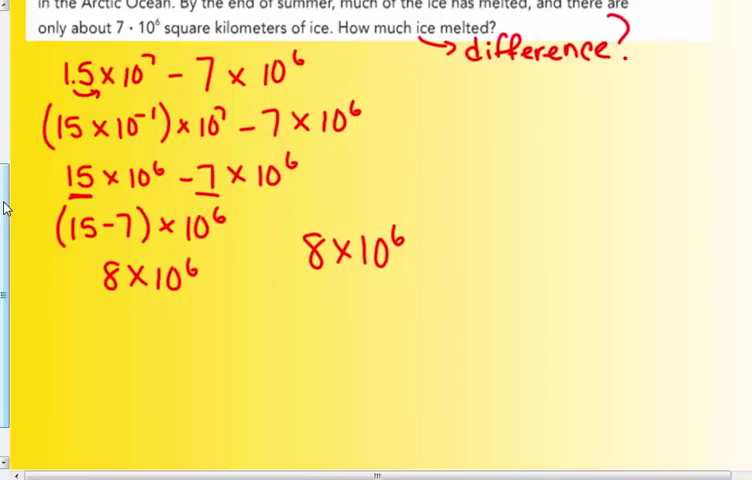 in the Arctic Ocean. By the end of summer, much of the ice has melted, and there are
only about 7 · 10⁶ square kilometers of ice. How much ice melted?
difference?
1.5 × 10⁷ − 7 × 10⁶
(15 × 10⁻¹) × 10⁷ − 7 × 10⁶
15 × 10⁶ − 7 × 10⁶
(15 − 7) × 10⁶
8 × 10⁶
8 × 10⁶